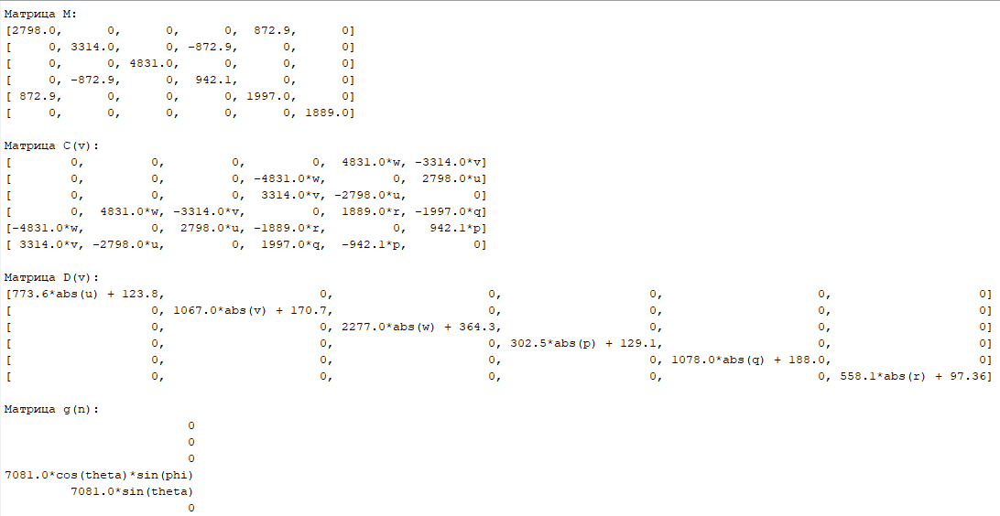 Матрица M:
[2798.0,      0,      0,      0,  872.9,      0]
[     0, 3314.0,      0, -872.9,      0,      0]
[     0,      0, 4831.0,      0,      0,      0]
[     0, -872.9,      0,  942.1,      0,      0]
[ 872.9,      0,      0,      0, 1997.0,      0]
[     0,      0,      0,      0,      0, 1889.0]
Матрица C(v):
[        0,         0,         0,         0,  4831.0*w, -3314.0*v]
[        0,         0,         0, -4831.0*w,         0,  2798.0*u]
[        0,         0,         0,  3314.0*v, -2798.0*u,         0]
[        0,  4831.0*w, -3314.0*v,         0,  1889.0*r, -1997.0*q]
[-4831.0*w,         0,  2798.0*u, -1889.0*r,         0,   942.1*p]
[ 3314.0*v, -2798.0*u,         0,  1997.0*q,  -942.1*p,         0]
Матрица D(v):
[773.6*abs(u) + 123.8,                     0,                     0,                    0,                    0,                    0]
[                    0, 1067.0*abs(v) + 170.7,                     0,                    0,                    0,                    0]
[                    0,                     0, 2277.0*abs(w) + 364.3,                    0,                    0,                    0]
[                    0,                     0,                     0, 302.5*abs(p) + 129.1,                    0,                    0]
[                    0,                     0,                     0,                    0, 1078.0*abs(q) + 188.0,                    0]
[                    0,                     0,                     0,                    0,                    0, 558.1*abs(r) + 97.36]
Матрица g(n):
0
0
0
7081.0*cos(theta)*sin(phi)
7081.0*sin(theta)
0